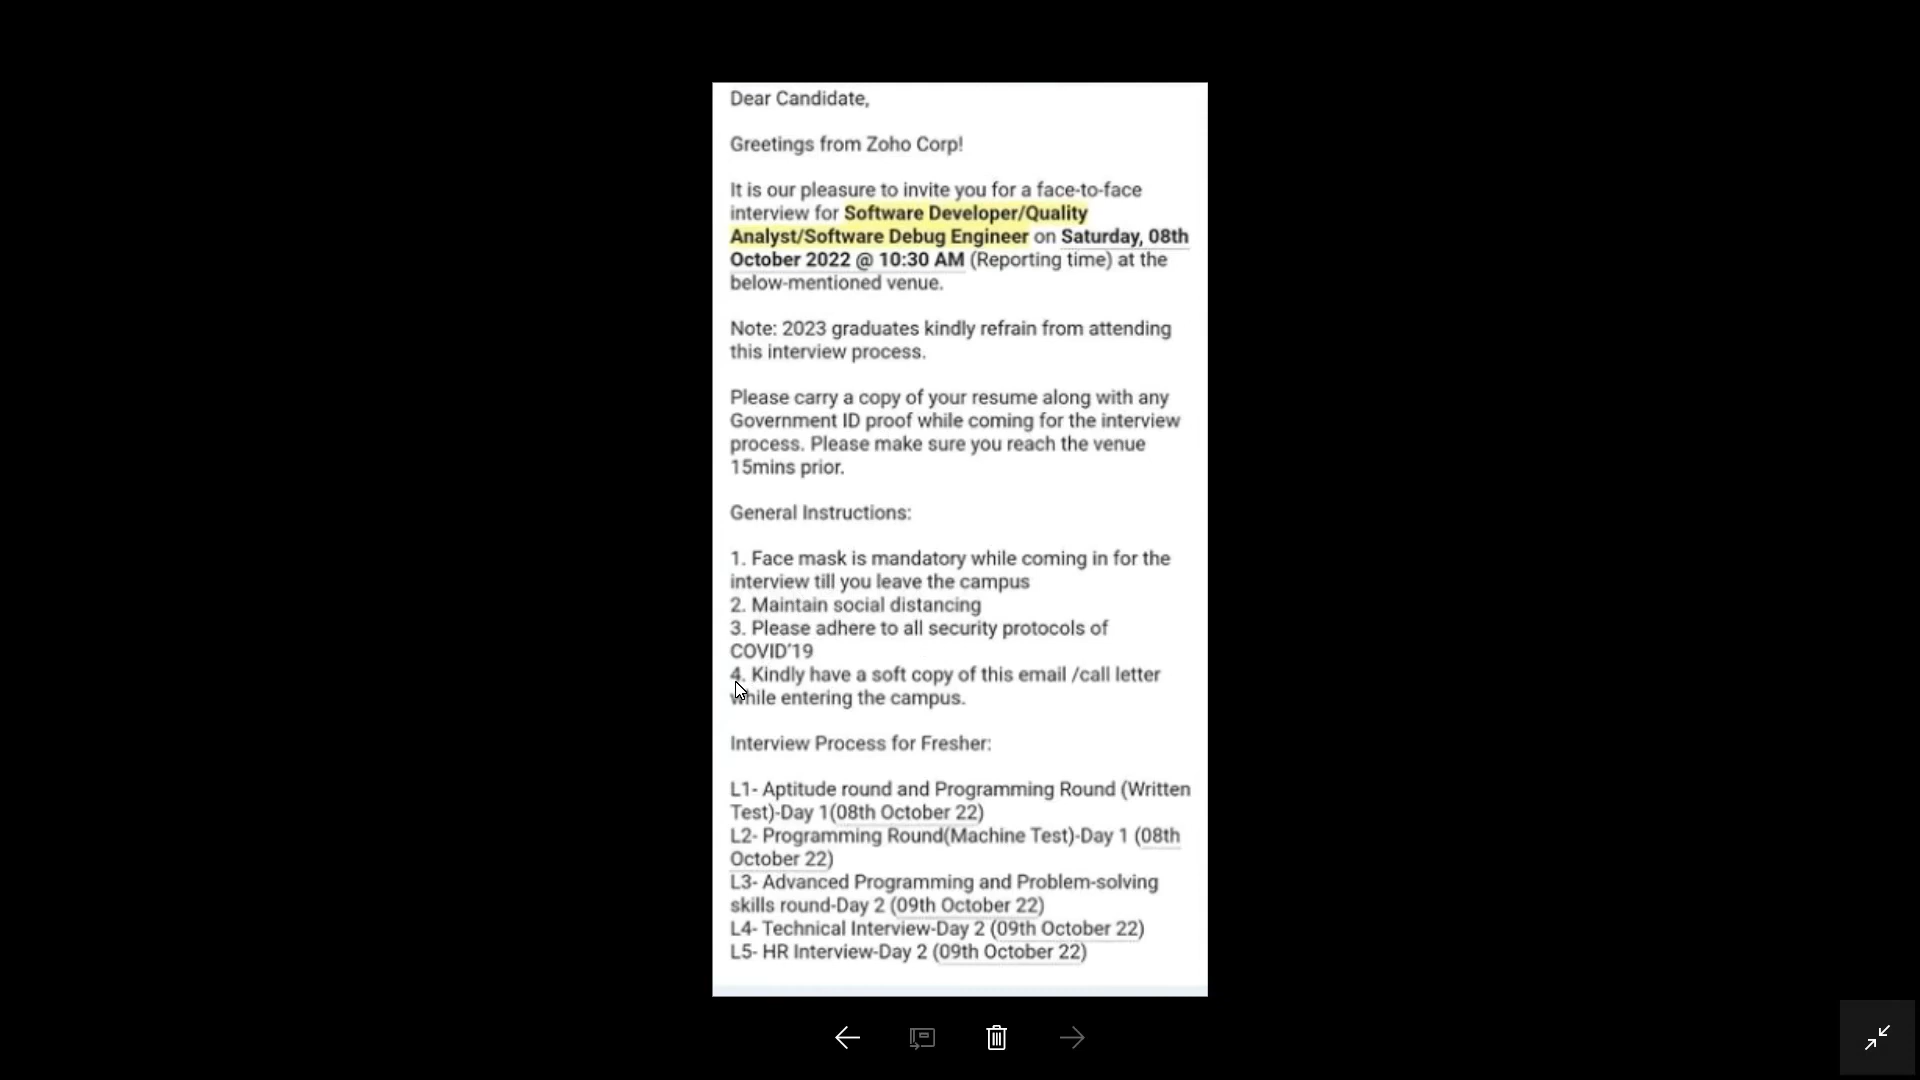 Dear Candidate,
Greetings from Zoho Corp!
It is our pleasure to invite you for a face-to-face
interview for Software Developer/Quality
Analyst/Software Debug Engineer on Saturday, 08th
October 2022 @ 10:30 AM (Reporting time) at the
below-mentioned venue.
Note: 2023 graduates kindly refrain from attending
this interview process.
Please carry a copy of your resume along with any
Government ID proof while coming for the interview
process. Please make sure you reach the venue
15mins prior.
General Instructions:
1. Face mask is mandatory while coming in for the
interview till you leave the campus
2. Maintain social distancing
3. Please adhere to all security protocols of
COVID'19
4. Kindly have a soft copy of this email /call letter
while entering the campus.
Interview Process for Fresher:
L1- Aptitude round and Programming Round (Written
Test)-Day 1(08th October 22)
L2- Programming Round(Machine Test)-Day 1 (08th
October 22)
L3- Advanced Programming and Problem-solving
skills round-Day 2 (09th October 22)
L4- Technical Interview-Day 2 (09th October 22)
L5- HR Interview-Day 2 (09th October 22)